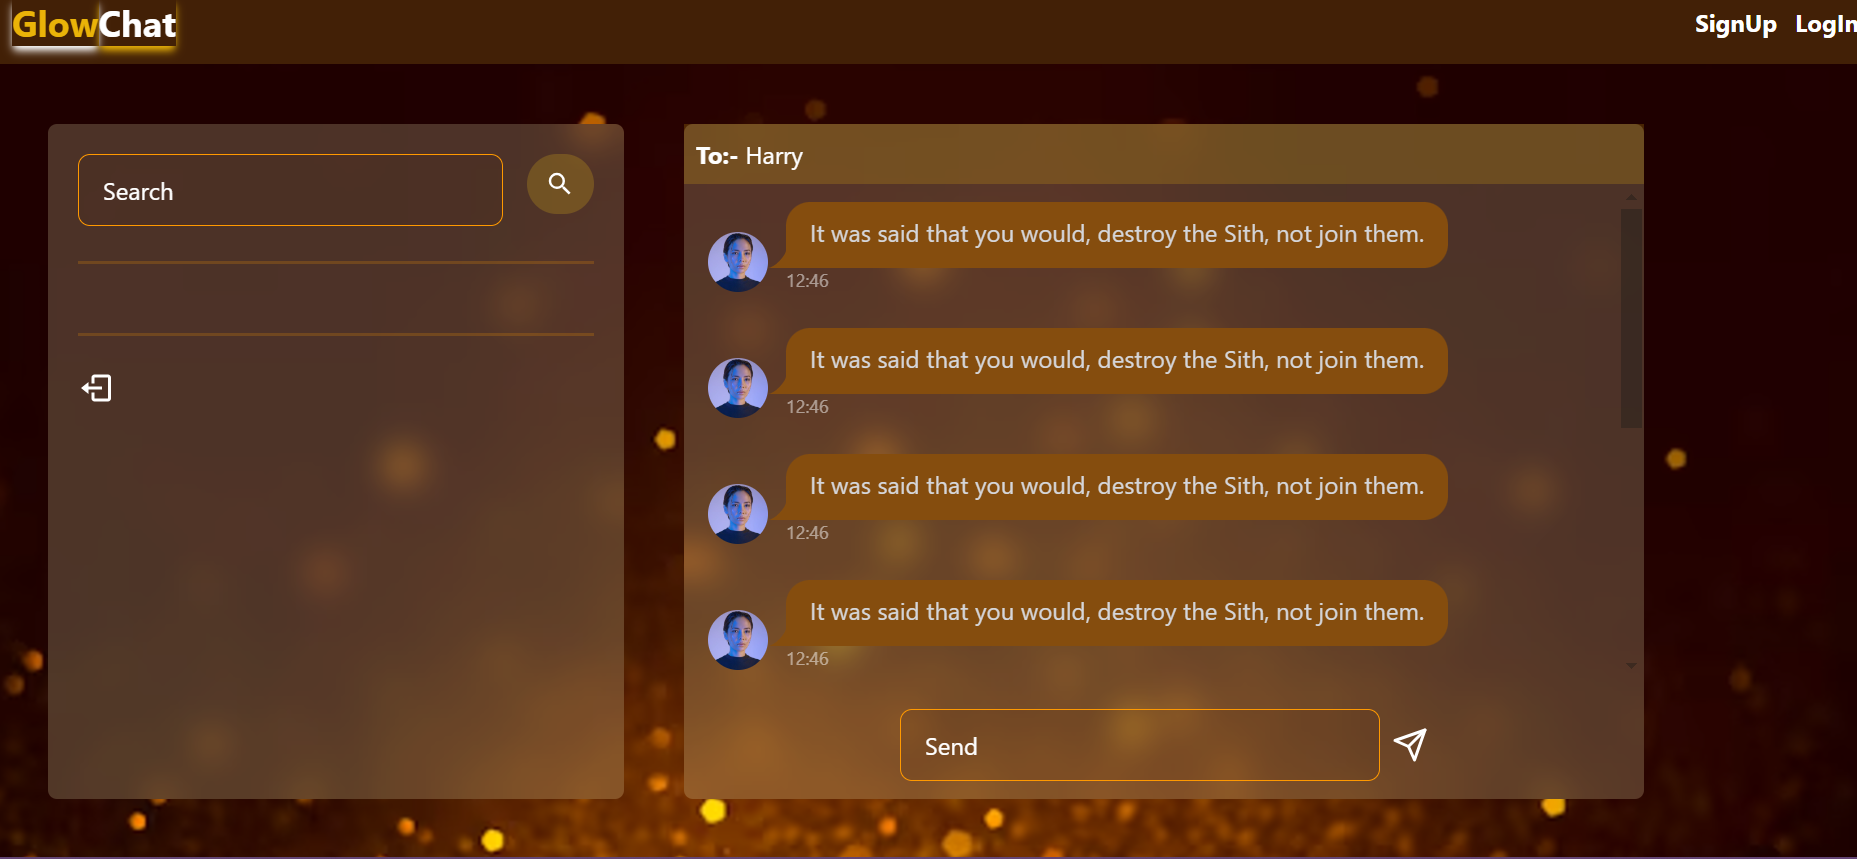 GlowChat
SignUp LogIn
Search
To:- Harry
It was said that you would, destroy the Sith, not join them.
12:46
It was said that you would, destroy the Sith, not join them.
12:46
It was said that you would, destroy the Sith, not join them.
12:46
It was said that you would, destroy the Sith, not join them.
12:46
Send